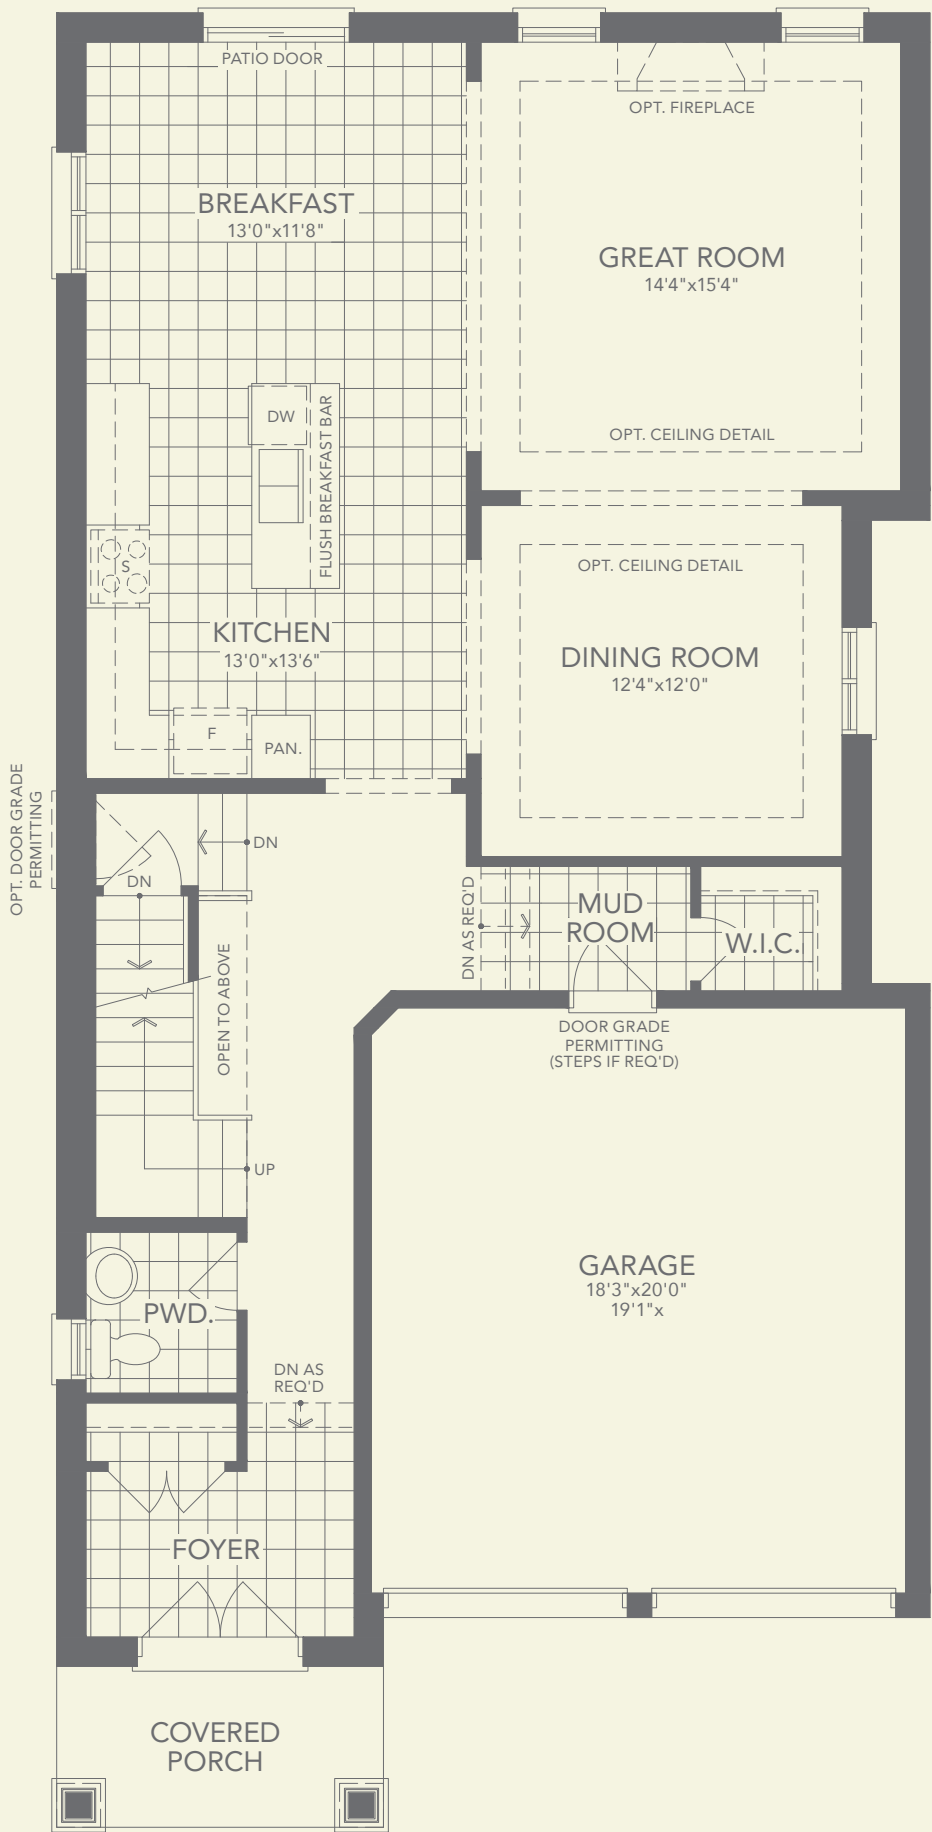 PATIO DOOR
OPT. FIREPLACE
BREAKFAST
13'0"x11'8"
GREAT ROOM
14'4"x15'4"
DW
FLUSH BREAKFAST BAR
OPT. CEILING DETAIL
S
OPT. CEILING DETAIL
KITCHEN
13'0"x13'6"
DINING ROOM
12'4"x12'0"
F
PAN.
OPT. DOOR GRADE
PERMITTING
DN
DN
DN AS REQ'D
MUD
ROOM
W.I.C.
OPEN TO ABOVE
DOOR GRADE
PERMITTING
(STEPS IF REQ'D)
UP
GARAGE
18'3"x20'0"
19'1"x
PWD.
DN AS
REQ'D
FOYER
COVERED
PORCH